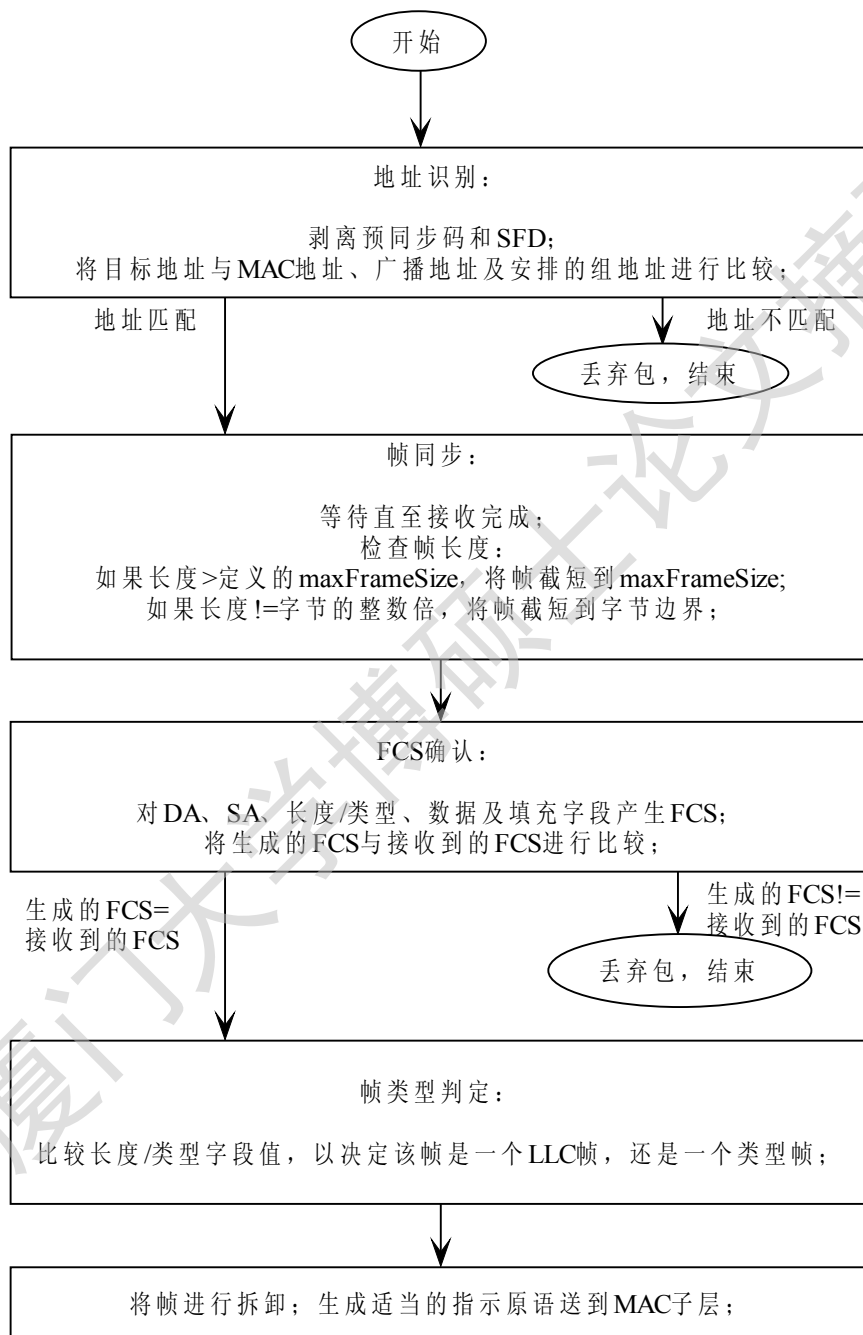 开始
地址识别：
剥离预同步码和SFD；
将目标地址与MAC地址、广播地址及安排的组地址进行比较；
地址匹配
地址不匹配
丢弃包，结束
帧同步：
等待直至接收完成；
检查帧长度：
如果长度>定义的maxFrameSize，将帧截短到maxFrameSize;
如果长度!=字节的整数倍，将帧截短到字节边界；
FCS确认：
对DA、SA、长度/类型、数据及填充字段产生FCS；
将生成的FCS与接收到的FCS进行比较；
生成的FCS=
接收到的FCS
生成的FCS!=
接收到的FCS
丢弃包，结束
帧类型判定：
比较长度/类型字段值，以决定该帧是一个LLC帧，还是一个类型帧；
将帧进行拆卸；生成适当的指示原语送到MAC子层；
厦门大学博硕士论文摘